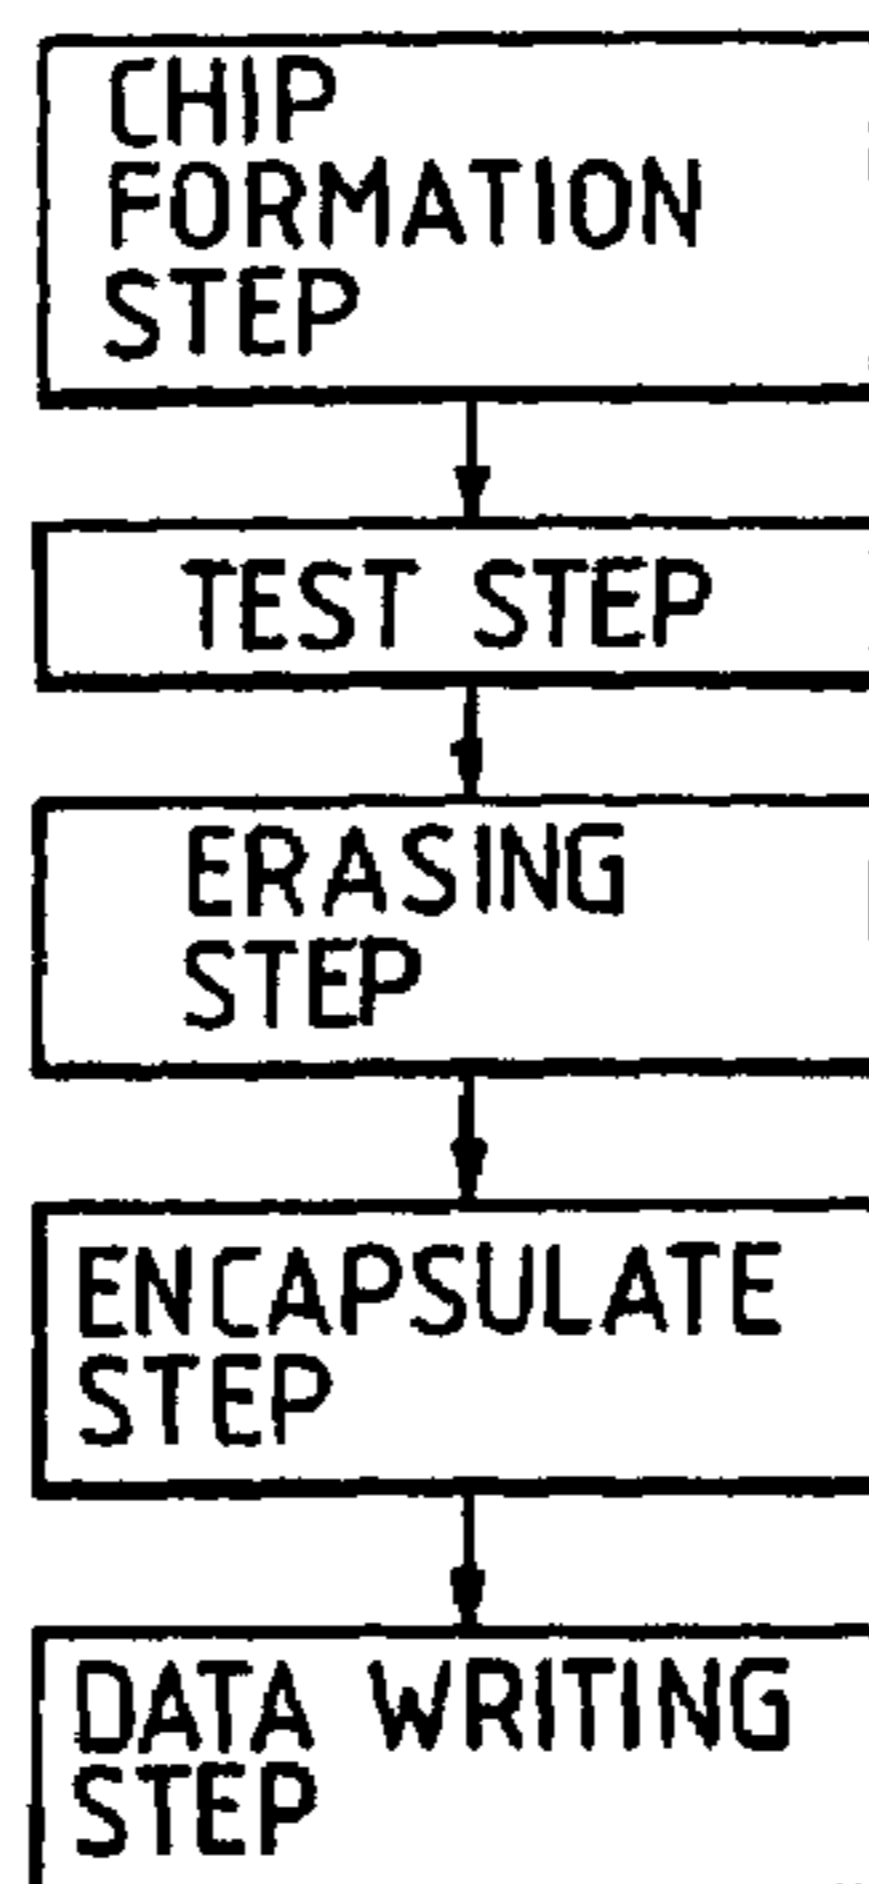 CHIP
FORMATION
STEP
TEST STEP
ERASING
STEP
ENCAPSULATE
STEP
DATA WRITING
STEP